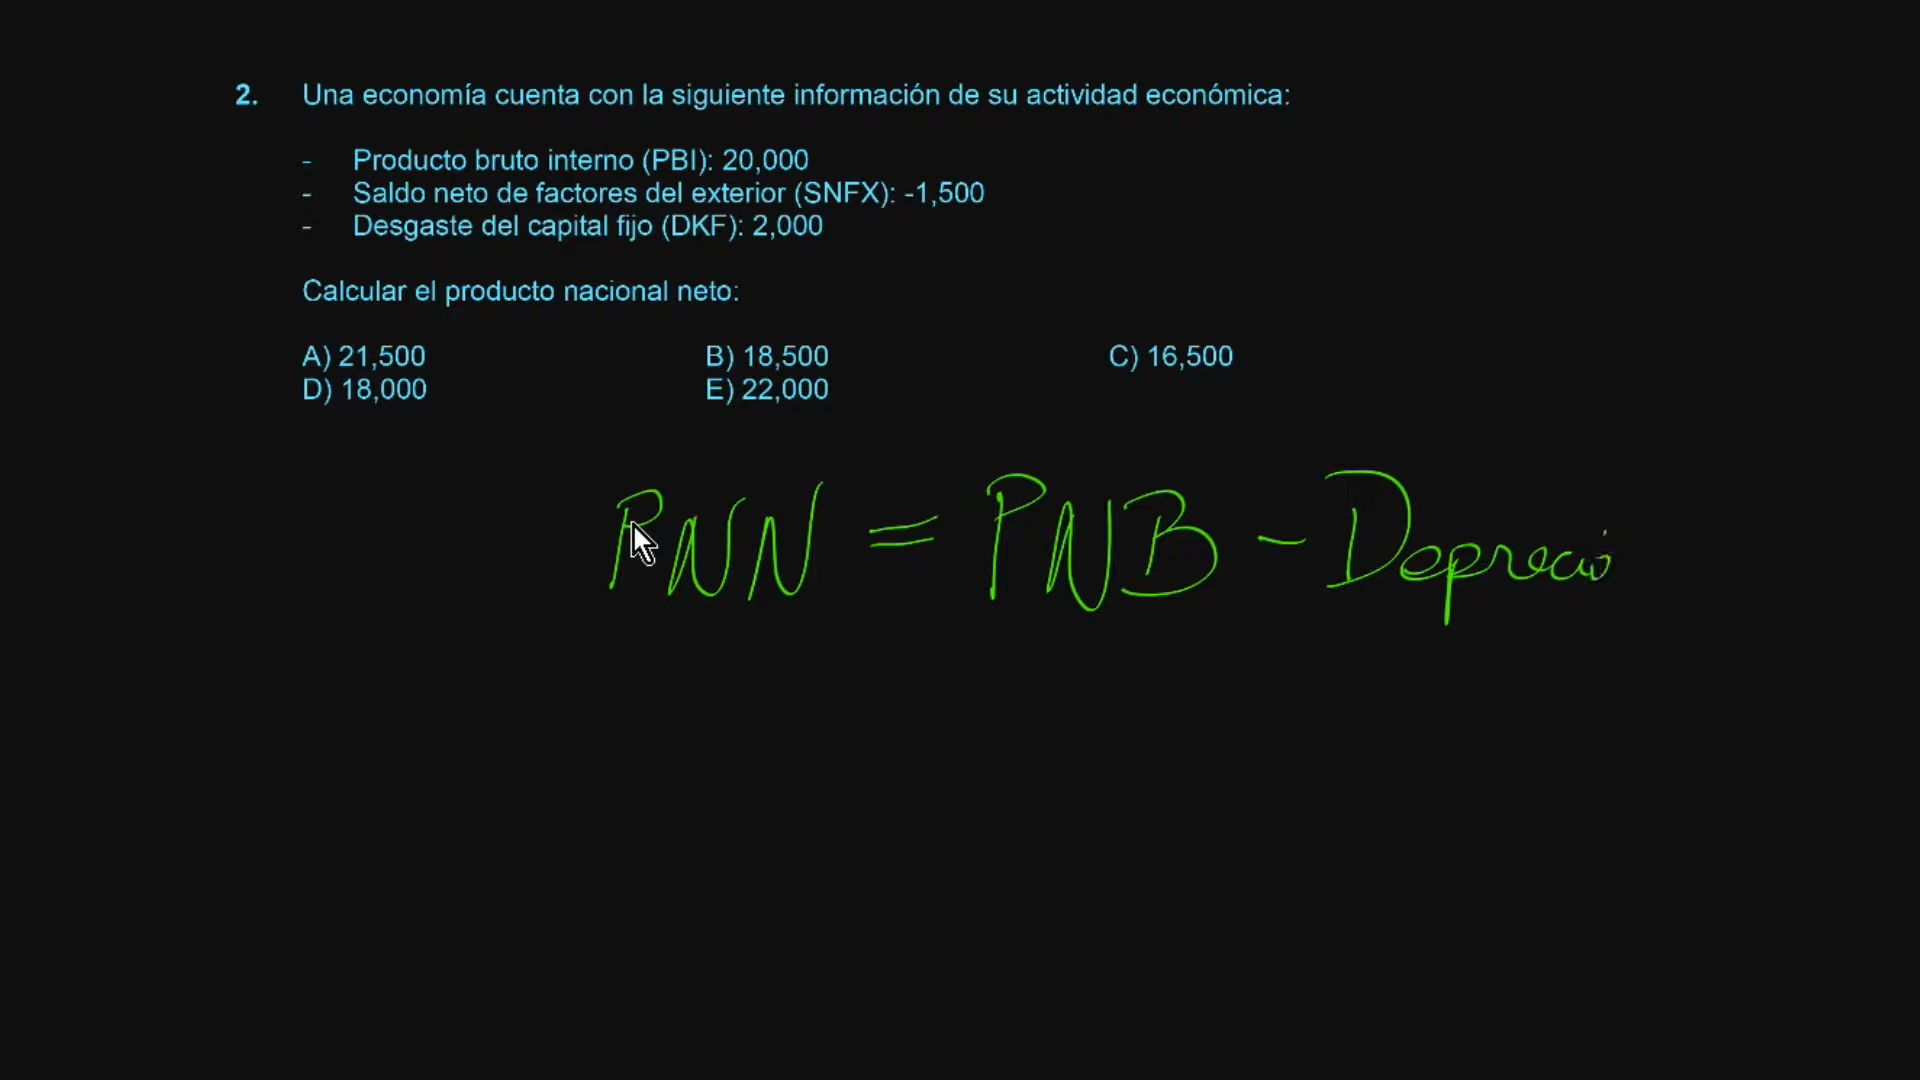 2. Una economía cuenta con la siguiente información de su actividad económica:
- Producto bruto interno (PBI): 20,000
- Saldo neto de factores del exterior (SNFX): -1,500
- Desgaste del capital fijo (DKF): 2,000
Calcular el producto nacional neto:
A) 21,500 B) 18,500 C) 16,500
D) 18,000 E) 22,000
PNN = PNB - Deprecio